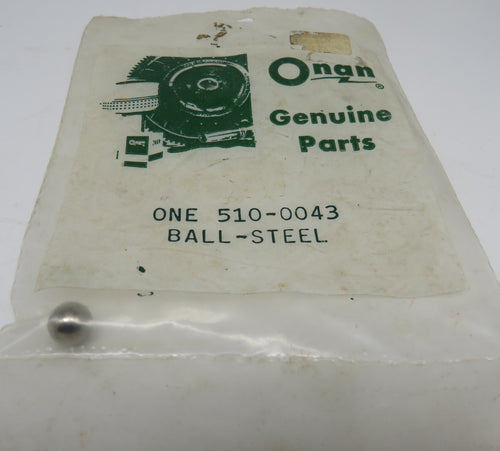 Onan®
Genuine
Parts
ONE 510-0043
BALL-STEEL